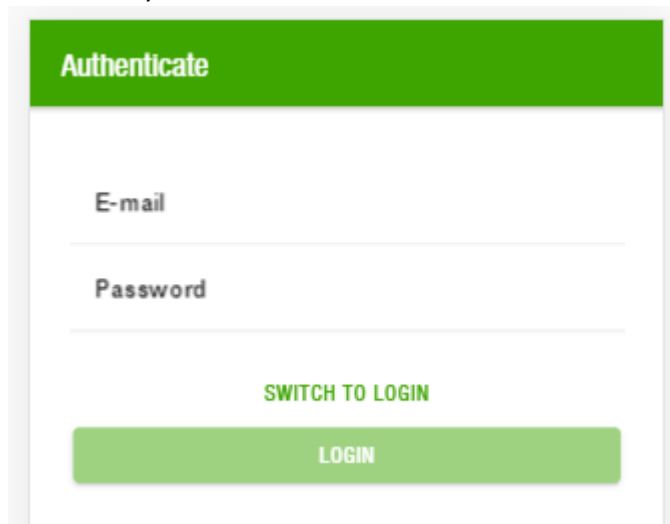 Authenticate
E-mail
Password
SWITCH TO LOGIN
LOGIN